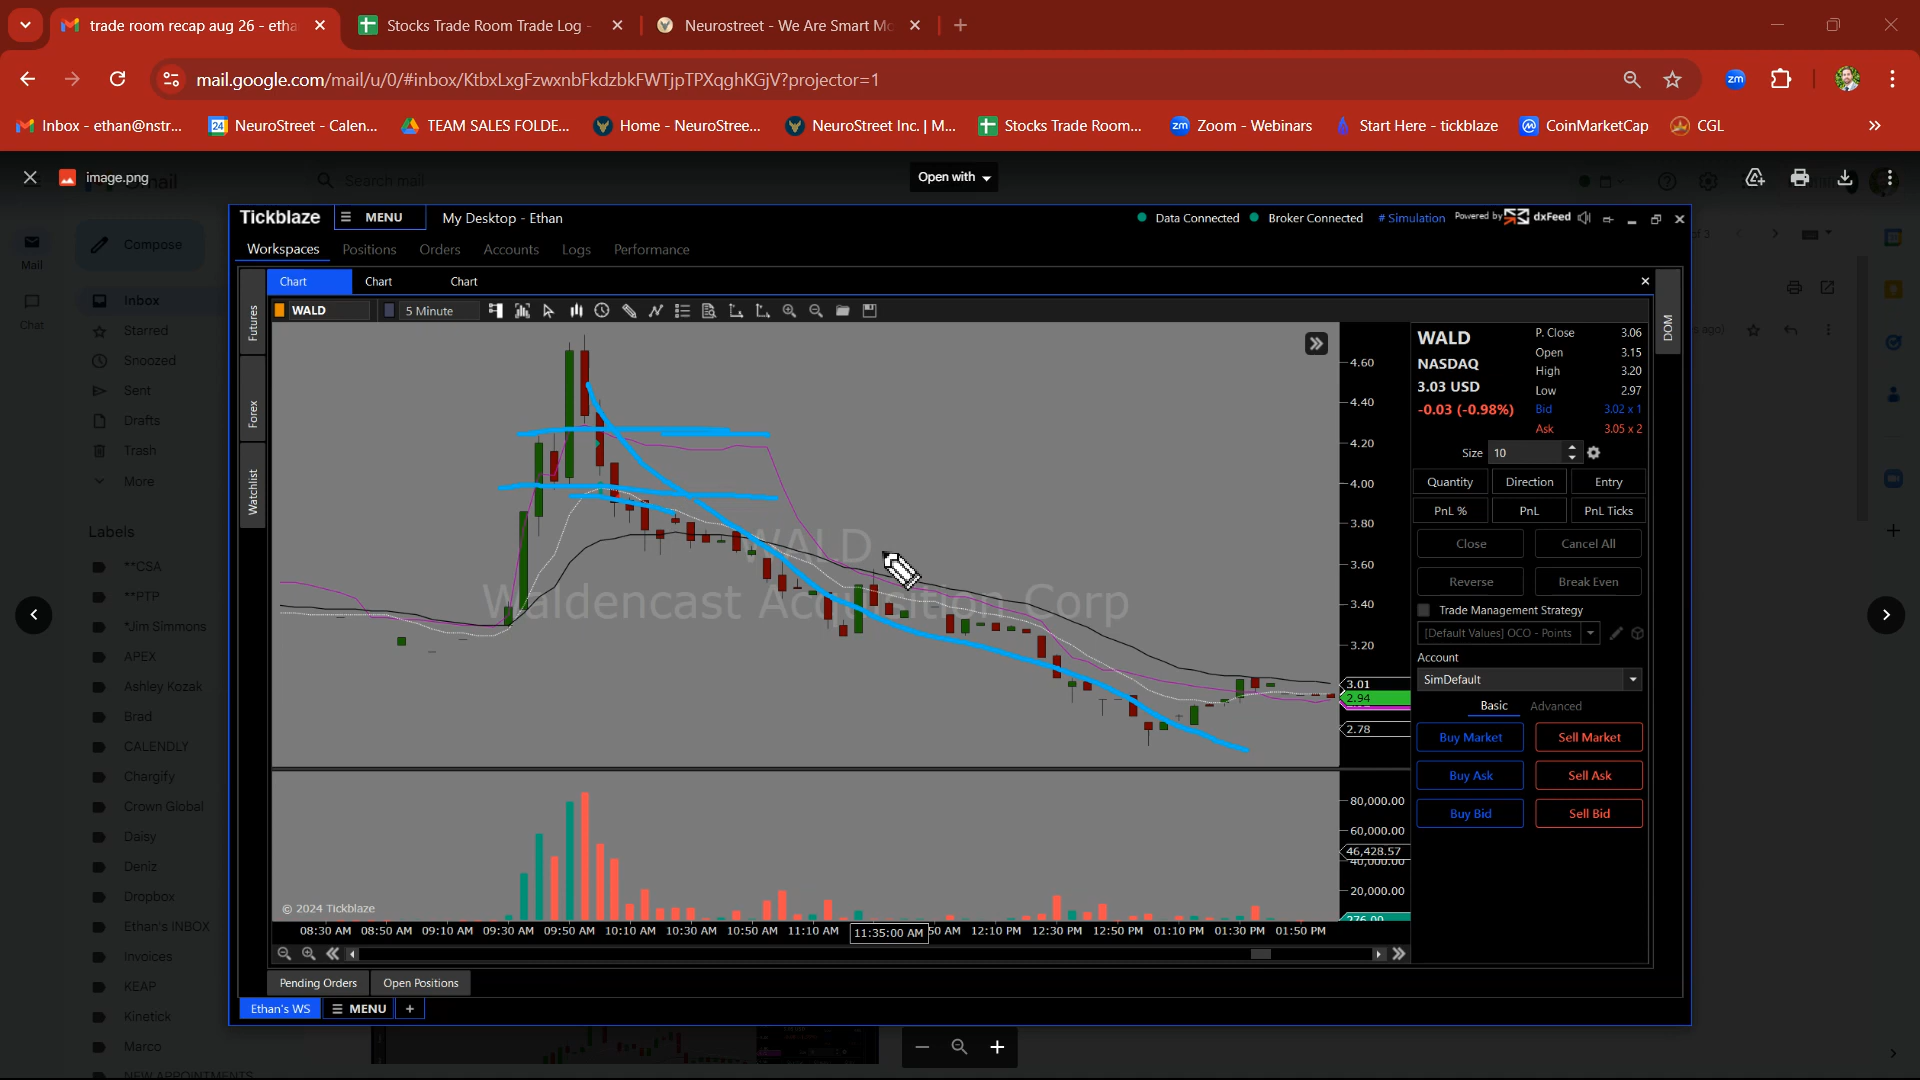 trade room recap aug 26 - etha
Stocks Trade Room Trade Log -
Neurostreet - We Are Smart Mo
mail.google.com/mail/u/0/#inbox/KtbxLxgFzwxnbFkdzbkFWTjpTPXqghKGjV?projector=1
Inbox - ethan@nstr...
NeuroStreet - Calen...
TEAM SALES FOLDE...
Home - NeuroStree...
NeuroStreet Inc. | M...
Stocks Trade Room...
Zoom - Webinars
Start Here - tickblaze
CoinMarketCap
CGL
image.png
Search mail
Open with
Compose
Mail
Chat
Inbox
Starred
Snoozed
Sent
Drafts
Trash
More
Labels
**CSA
**PTP
*Jim Simmons
APEX
Ashley Kozak
Brad
CALENDLY
Chargify
Crown Global
Daisy
Deniz
Dropbox
Ethan's INBOX
Invoices
KEAP
Kinetick
Marco
NEW APPOINTMENTS
Tickblaze
MENU
My Desktop - Ethan
Data Connected
Broker Connected
# Simulation
Powered by dxFeed
Workspaces
Positions
Orders
Accounts
Logs
Performance
Futures
Forex
Watchlist
Chart
Chart
Chart
WALD
5 Minute
DOM
WALD
Waldencast Acquisition Corp
4.60
4.40
4.20
4.00
3.80
3.60
3.40
3.20
3.01
2.94
2.78
80,000.00
60,000.00
46,428.57
40,000.00
20,000.00
276.00
© 2024 Tickblaze
08:30 AM 08:50 AM 09:10 AM 09:30 AM 09:50 AM 10:10 AM 10:30 AM 10:50 AM 11:10 AM 11:35:00 AM 50 AM 12:10 PM 12:30 PM 12:50 PM 01:10 PM 01:30 PM 01:50 PM
WALD
NASDAQ
3.03 USD
-0.03 (-0.98%)
P. Close 3.06
Open 3.15
High 3.20
Low 2.97
Bid 3.02 x 1
Ask 3.05 x 2
Size 10
Quantity
Direction
Entry
PnL %
PnL
PnL Ticks
Close
Cancel All
Reverse
Break Even
Trade Management Strategy
[Default Values] OCO - Points
Account
SimDefault
Basic
Advanced
Buy Market
Sell Market
Buy Ask
Sell Ask
Buy Bid
Sell Bid
Pending Orders
Open Positions
Ethan's WS
MENU